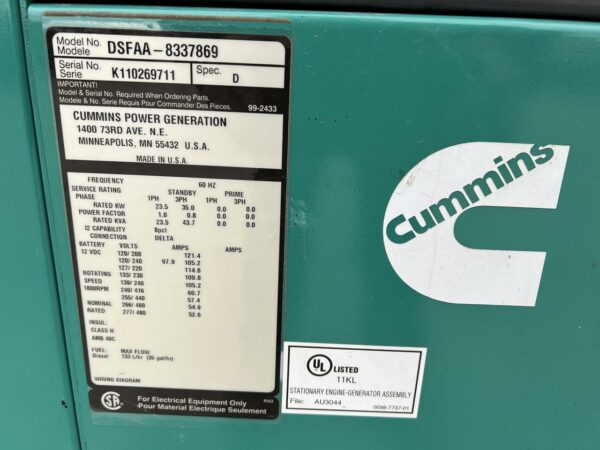 Model No. DSFAA-8337869
Modele
Serial No. K110269711 Spec. D
Serie
IMPORTANT!
Model & Serial No. Required When Ordering Parts.
Modele & No. Serie Requis Pour Commander Des Pieces. 99-2433
CUMMINS POWER GENERATION
1400 73RD AVE. N.E.
MINNEAPOLIS, MN 55432 U.S.A.
MADE IN U.S.A.
FREQUENCY 60 HZ
SERVICE RATING STANDBY PRIME
PHASE 1PH 3PH 1PH 3PH
RATED KW 23.5 35.0 0.0 0.0
POWER FACTOR 1.0 0.8 0.0 0.0
RATED KVA 23.5 43.7 0.0 0.0
I2 CAPABILITY 8pct
CONNECTION DELTA
BATTERY VOLTS AMPS AMPS
12 VDC 120/208 121.4
120/240 97.9 105.2
127/220 114.8
ROTATING 133/230 109.8
SPEED 139/240 105.2
1800RPM 240/416 60.7
255/440 57.4
NOMINAL 266/460 54.9
RATED 277/480 52.6
INSUL:
CLASS H
AMB 40C
FUEL: MAX FLOW
Diesel 133 L/hr (35 gal/hr)
WIRING DIAGRAM
For Electrical Equipment Only
Pour Material Electrique Seulement
Cummins
UL LISTED
11KL
STATIONARY ENGINE-GENERATOR ASSEMBLY
File: AU3044 0098-7737-01